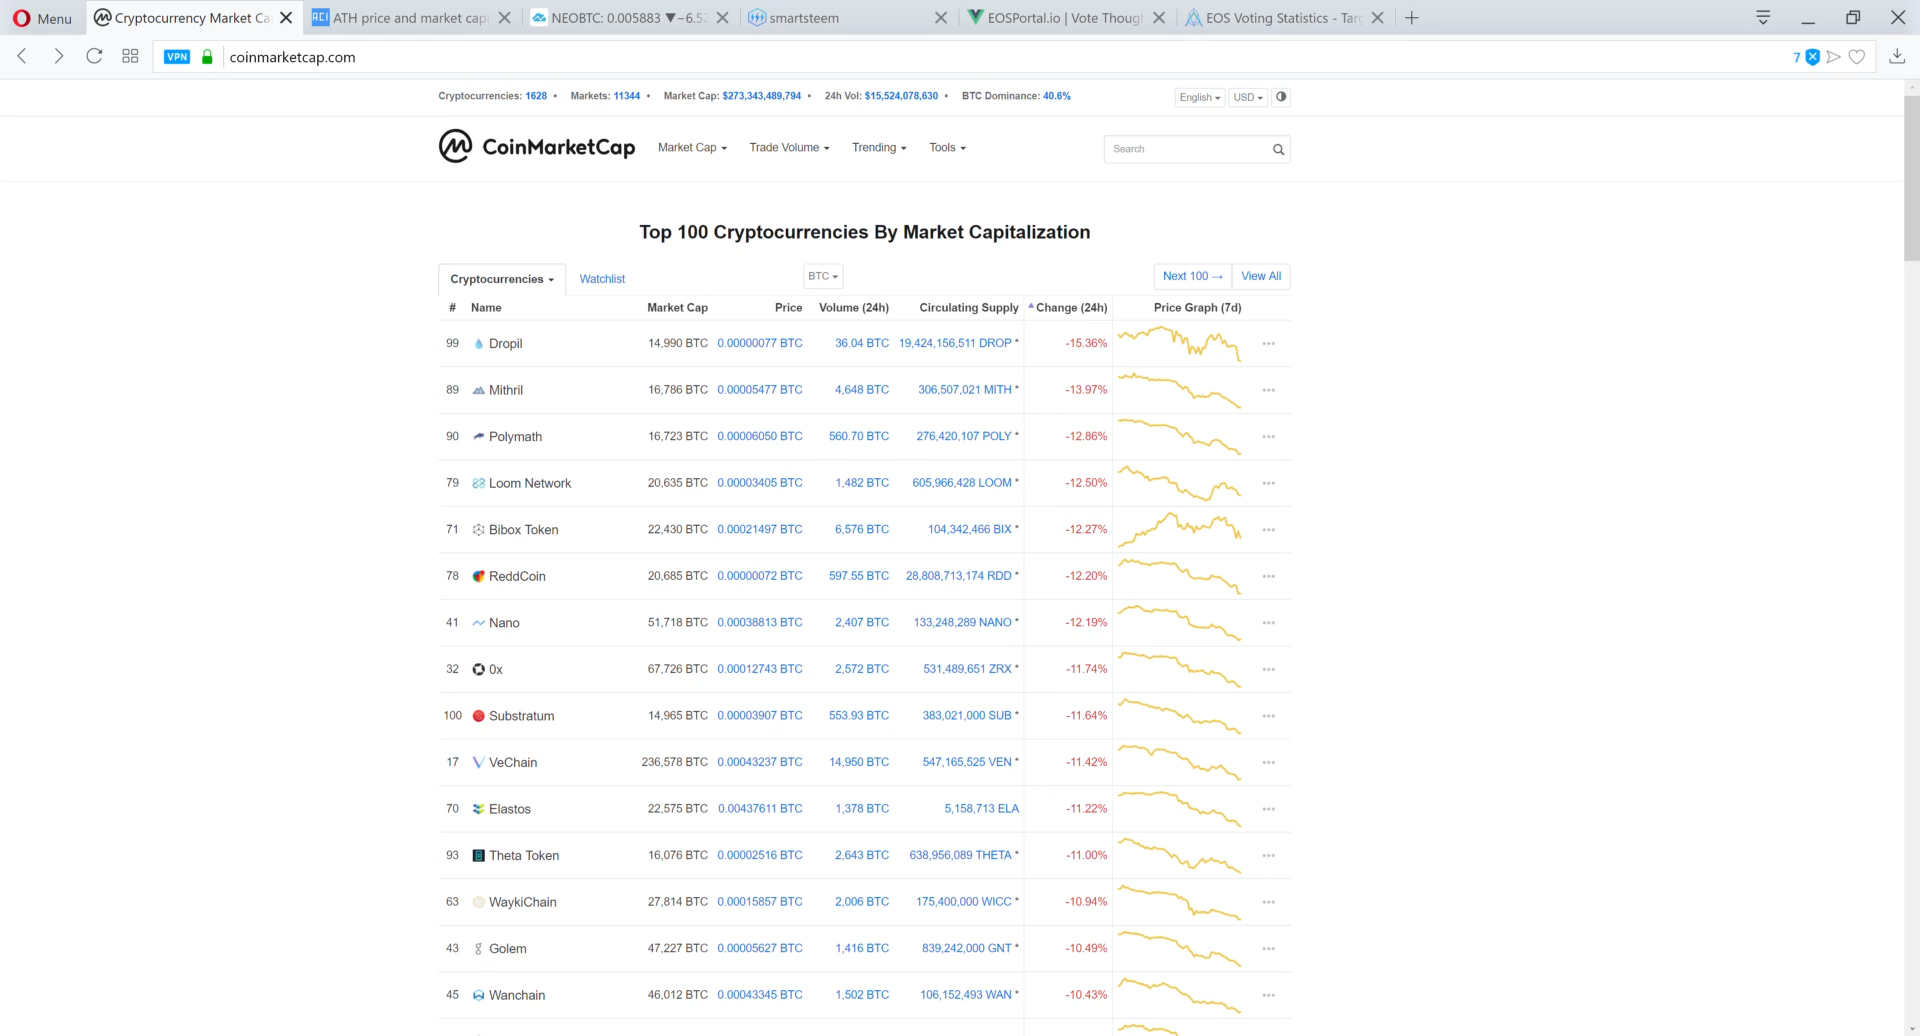 Menu
Cryptocurrency Market Ca
ACI ATH price and market cap
NEOBTC: 0.005883 ▼−6.52
smartsteem
EOSPortal.io | Vote Though
EOS Voting Statistics - Targ
VPN coinmarketcap.com 7
Cryptocurrencies: 1628 • Markets: 11344 • Market Cap: $273,343,489,794 • 24h Vol: $15,524,078,630 • BTC Dominance: 40.6% English USD
CoinMarketCap Market Cap Trade Volume Trending Tools Search
Top 100 Cryptocurrencies By Market Capitalization
Cryptocurrencies Watchlist BTC Next 100 → View All
# Name Market Cap Price Volume (24h) Circulating Supply Change (24h) Price Graph (7d)
99 Dropil 14,990 BTC 0.00000077 BTC 36.04 BTC 19,424,156,511 DROP * -15.36%
89 Mithril 16,786 BTC 0.00005477 BTC 4,648 BTC 306,507,021 MITH * -13.97%
90 Polymath 16,723 BTC 0.00006050 BTC 560.70 BTC 276,420,107 POLY * -12.86%
79 Loom Network 20,635 BTC 0.00003405 BTC 1,482 BTC 605,966,428 LOOM * -12.50%
71 Bibox Token 22,430 BTC 0.00021497 BTC 6,576 BTC 104,342,466 BIX * -12.27%
78 ReddCoin 20,685 BTC 0.00000072 BTC 597.55 BTC 28,808,713,174 RDD * -12.20%
41 Nano 51,718 BTC 0.00038813 BTC 2,407 BTC 133,248,289 NANO * -12.19%
32 0x 67,726 BTC 0.00012743 BTC 2,572 BTC 531,489,651 ZRX * -11.74%
100 Substratum 14,965 BTC 0.00003907 BTC 553.93 BTC 383,021,000 SUB * -11.64%
17 VeChain 236,578 BTC 0.00043237 BTC 14,950 BTC 547,165,525 VEN * -11.42%
70 Elastos 22,575 BTC 0.00437611 BTC 1,378 BTC 5,158,713 ELA -11.22%
93 Theta Token 16,076 BTC 0.00002516 BTC 2,643 BTC 638,956,089 THETA * -11.00%
63 WaykiChain 27,814 BTC 0.00015857 BTC 2,006 BTC 175,400,000 WICC * -10.94%
43 Golem 47,227 BTC 0.00005627 BTC 1,416 BTC 839,242,000 GNT * -10.49%
45 Wanchain 46,012 BTC 0.00043345 BTC 1,502 BTC 106,152,493 WAN * -10.43%